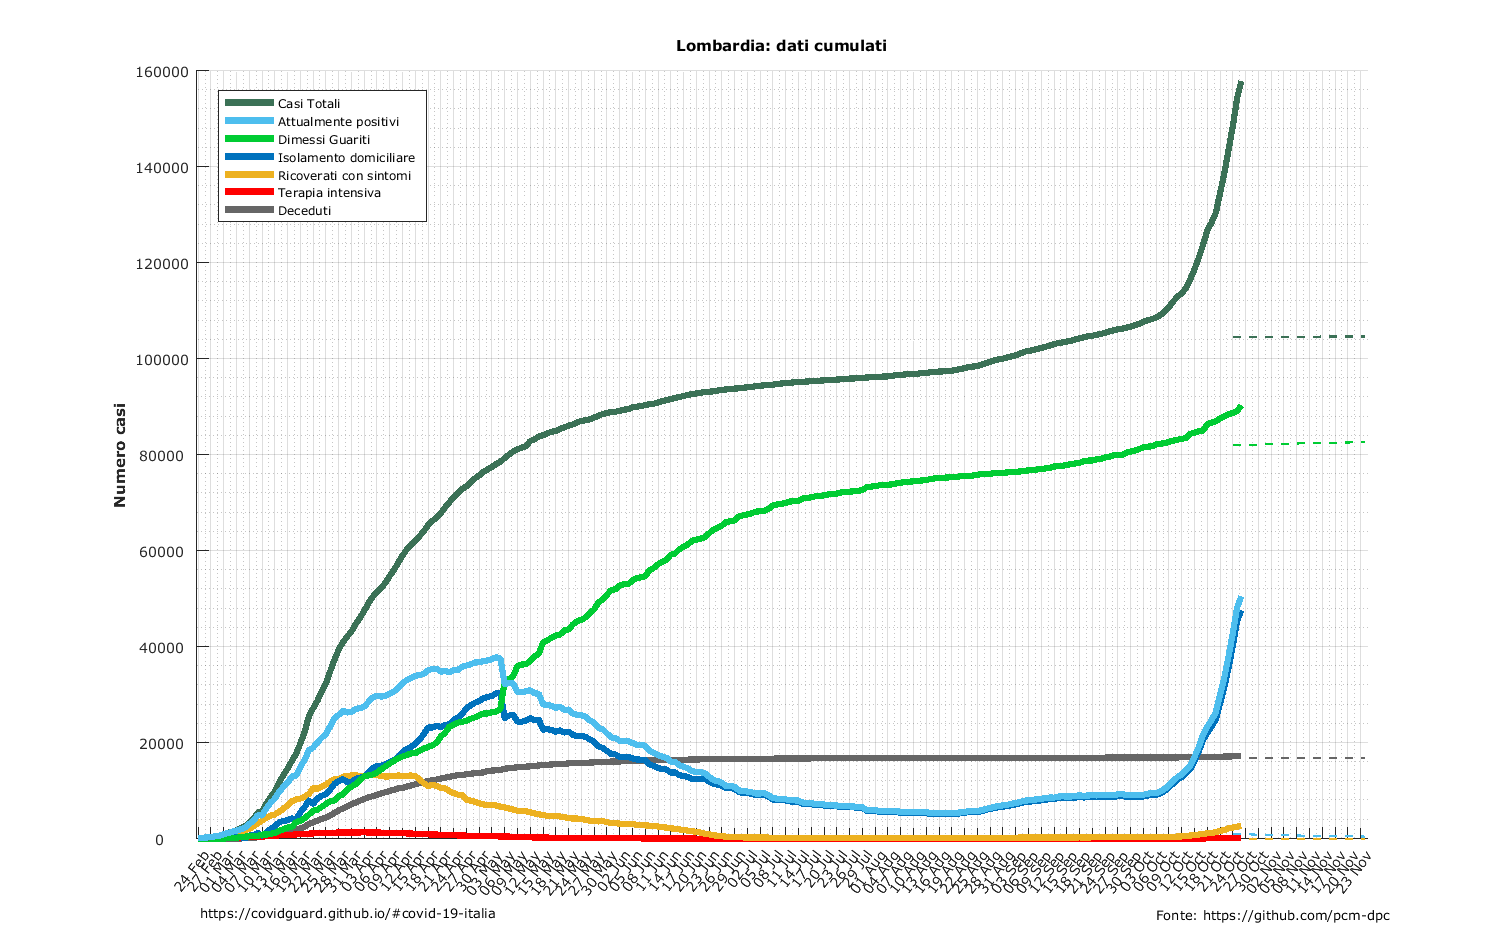 Lombardia: dati cumulati
160000
140000
120000
100000
80000
60000
40000
20000
0
Numero casi
Casi Totali
Attualmente positivi
Dimessi Guariti
Isolamento domiciliare
Ricoverati con sintomi
Terapia intensiva
Deceduti
24 Feb
27 Feb
01 Mar
04 Mar
07 Mar
10 Mar
13 Mar
16 Mar
19 Mar
22 Mar
25 Mar
28 Mar
31 Mar
03 Apr
06 Apr
09 Apr
12 Apr
15 Apr
18 Apr
21 Apr
24 Apr
27 Apr
30 Apr
03 May
06 May
09 May
12 May
15 May
18 May
21 May
24 May
27 May
30 May
02 Jun
05 Jun
08 Jun
11 Jun
14 Jun
17 Jun
20 Jun
23 Jun
26 Jun
29 Jun
02 Jul
05 Jul
08 Jul
11 Jul
14 Jul
17 Jul
20 Jul
23 Jul
26 Jul
29 Jul
01 Aug
04 Aug
07 Aug
10 Aug
13 Aug
16 Aug
19 Aug
22 Aug
25 Aug
28 Aug
31 Aug
03 Sep
06 Sep
09 Sep
12 Sep
15 Sep
18 Sep
21 Sep
24 Sep
27 Sep
30 Sep
03 Oct
06 Oct
09 Oct
12 Oct
15 Oct
18 Oct
21 Oct
24 Oct
27 Oct
30 Oct
02 Nov
05 Nov
08 Nov
11 Nov
14 Nov
17 Nov
20 Nov
23 Nov
https://covidguard.github.io/#covid-19-italia
Fonte: https://github.com/pcm-dpc